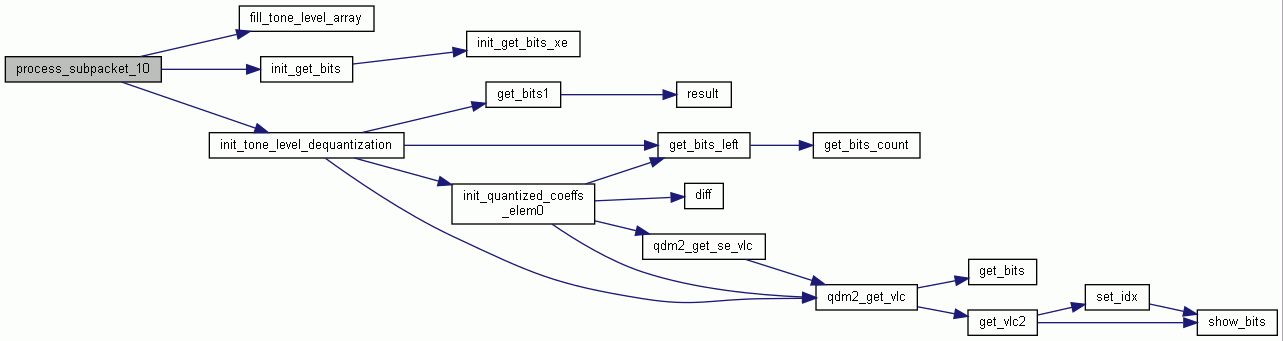 fill_tone_level_array
process_subpacket_10
init_get_bits
init_get_bits_xe
get_bits1
result
init_tone_level_dequantization
get_bits_left
get_bits_count
init_quantized_coeffs
_elem0
diff
qdm2_get_se_vlc
qdm2_get_vlc
get_bits
get_vlc2
set_idx
show_bits